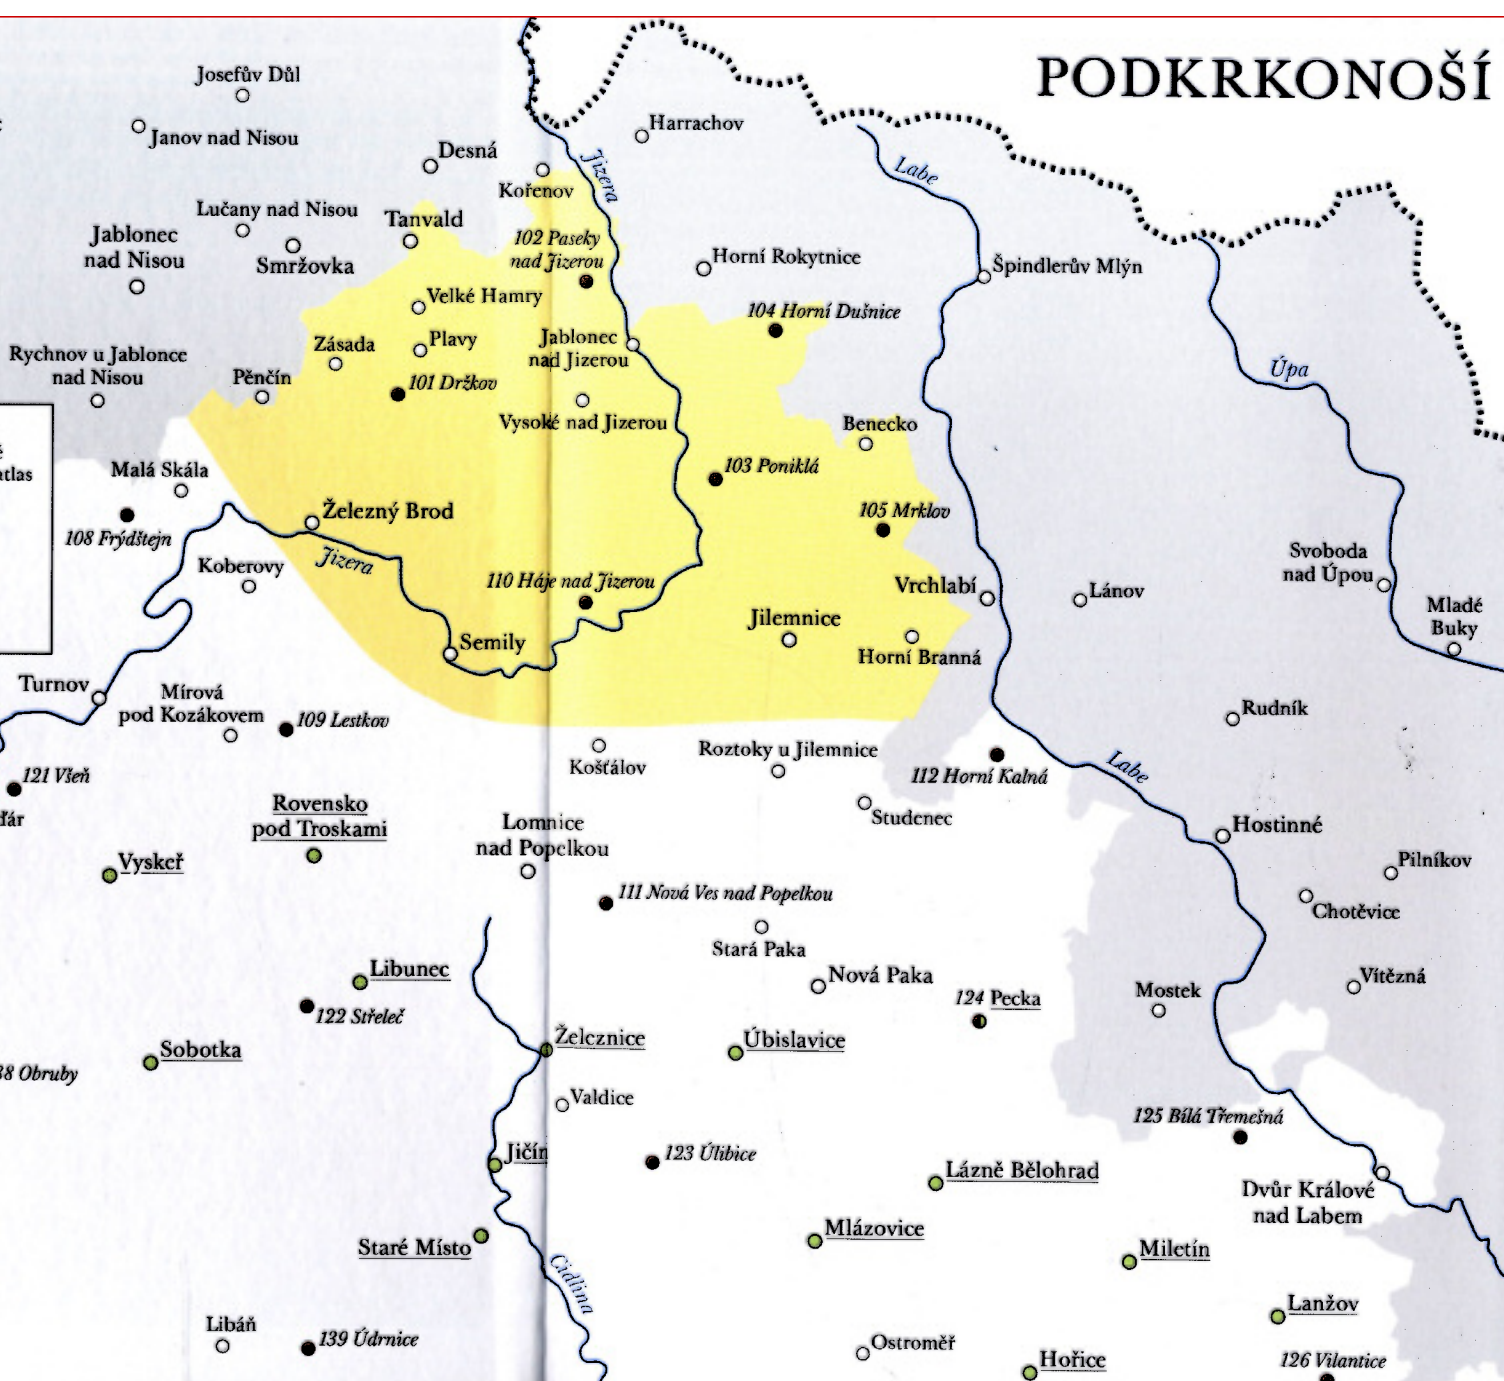 PODKRKONOŠÍ
Josefův Důl
Janov nad Nisou
Harrachov
Desná
Kořenov
Jizera
Labe
Lučany nad Nisou
Tanvald
Jablonec
nad Nisou
Smržovka
102 Paseky
nad Jizerou
Horní Rokytnice
Špindlerův Mlýn
Velké Hamry
104 Horní Dušnice
Zásada
Plavy
Jablonec
nad Jizerou
Rychnov u Jablonce
nad Nisou
Pěnčín
101 Držkov
Úpa
Vysoké nad Jizerou
Benecko
atlas
Malá Skála
103 Poniklá
108 Frýdštejn
Železný Brod
105 Mrklov
Jizera
Koberovy
110 Háje nad Jizerou
Vrchlabí
Lánov
Svoboda
nad Úpou
Mladé
Buky
Jilemnice
Semily
Horní Branná
Turnov
Mírová
pod Kozákovem
109 Lestkov
Rudník
Košťálov
Roztoky u Jilemnice
112 Horní Kalná
Labe
121 Všeň
ďár
Rovensko
pod Troskami
Studenec
Hostinné
Lomnice
nad Popelkou
Vyskeř
Pilníkov
111 Nová Ves nad Popelkou
Chotěvice
Stará Paka
Libunec
Nová Paka
Vítězná
124 Pecka
Mostek
122 Střeleč
Sobotka
Železnice
Úbislavice
38 Obruby
Valdice
125 Bílá Třemešná
Jičín
123 Úlibice
Lázně Bělohrad
Dvůr Králové
nad Labem
Staré Místo
Mlázovice
Miletín
Cidlina
Lanžov
Libáň
139 Údrnice
Ostroměř
Hořice
126 Vilantice